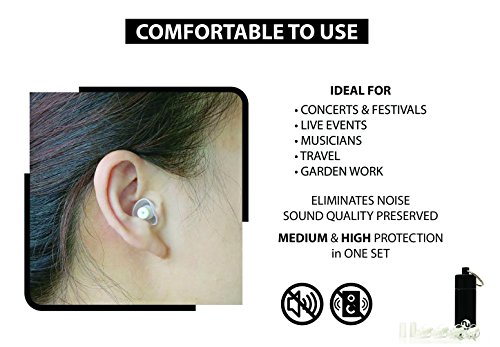 COMFORTABLE TO USE
IDEAL FOR
• CONCERTS & FESTIVALS
• LIVE EVENTS
• MUSICIANS
• TRAVEL
• GARDEN WORK
ELIMINATES NOISE
SOUND QUALITY PRESERVED
MEDIUM & HIGH PROTECTION
in ONE SET